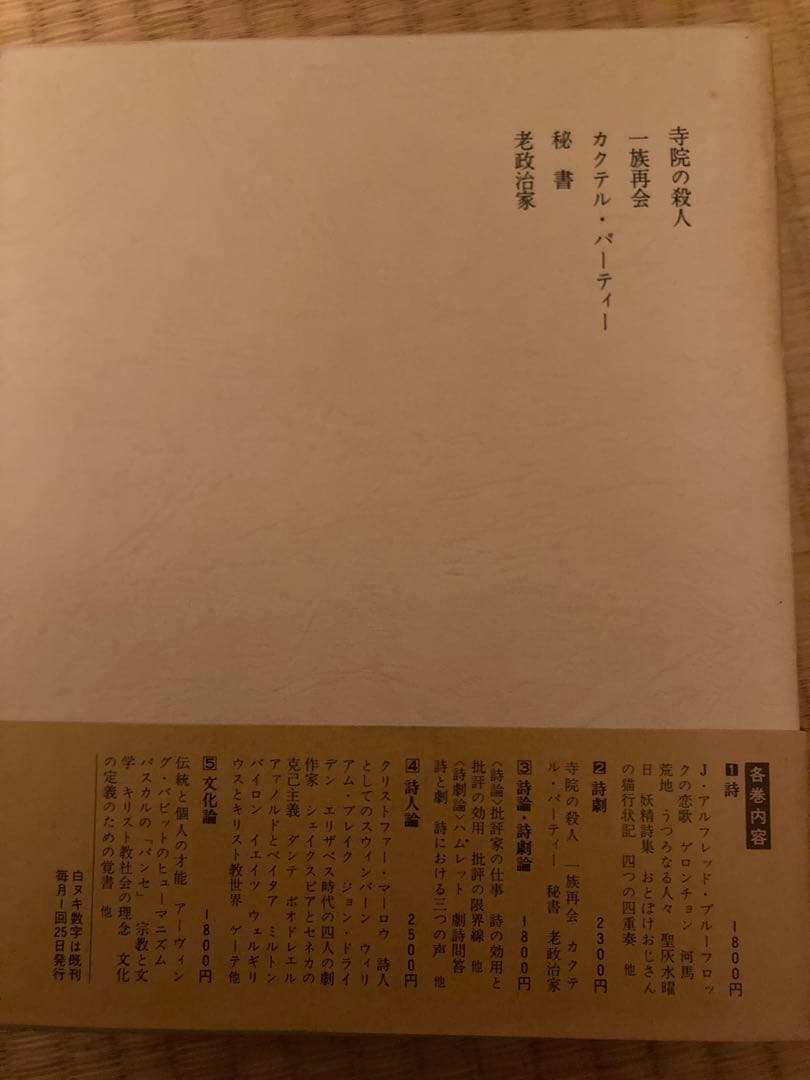 寺院の殺人
一族再会
カクテル・パーティー
秘書
老政治家
各巻内容
1 詩 1800円
J・アルフレッド・プルーフロッ
クの恋歌 ゲロンチョン 河馬
荒地 うつろなる人々 聖灰水曜
日 妖精詩集 おとぼけおじさん
の猫行状記 四つの四重奏 他
2 詩劇 2300円
寺院の殺人 一族再会 カクテ
ル・パーティー 秘書 老政治家
3 詩論・詩劇論 1800円
〈詩論〉批評家の仕事 詩の効用と
批評の効用 批評の限界線 他
〈詩劇論〉ハムレット 劇詩問答
詩と劇 詩における三つの声 他
4 詩人論 2500円
クリストファー・マーロウ 詩人
としてのスウィンバーン ウィリ
アム・ブレイク ジョン・ドライ
デン エリザベス時代の四人の劇
作家 シェイクスピアとセネカの
克己主義 ダンテ ボオドレエル
アァノルドとペイタア ミルトン
バイロン イエイツ ウェルギリ
ウスとキリスト教世界 ゲーテ他
5 文化論 1800円
伝統と個人の才能 アーヴィン
グ・バビットのヒューマニズム
パスカルの「パンセ」 宗教と文
学 キリスト教社会の理念 文化
の定義のための覚書 他
白ヌキ数字は既刊
毎月1回25日発行